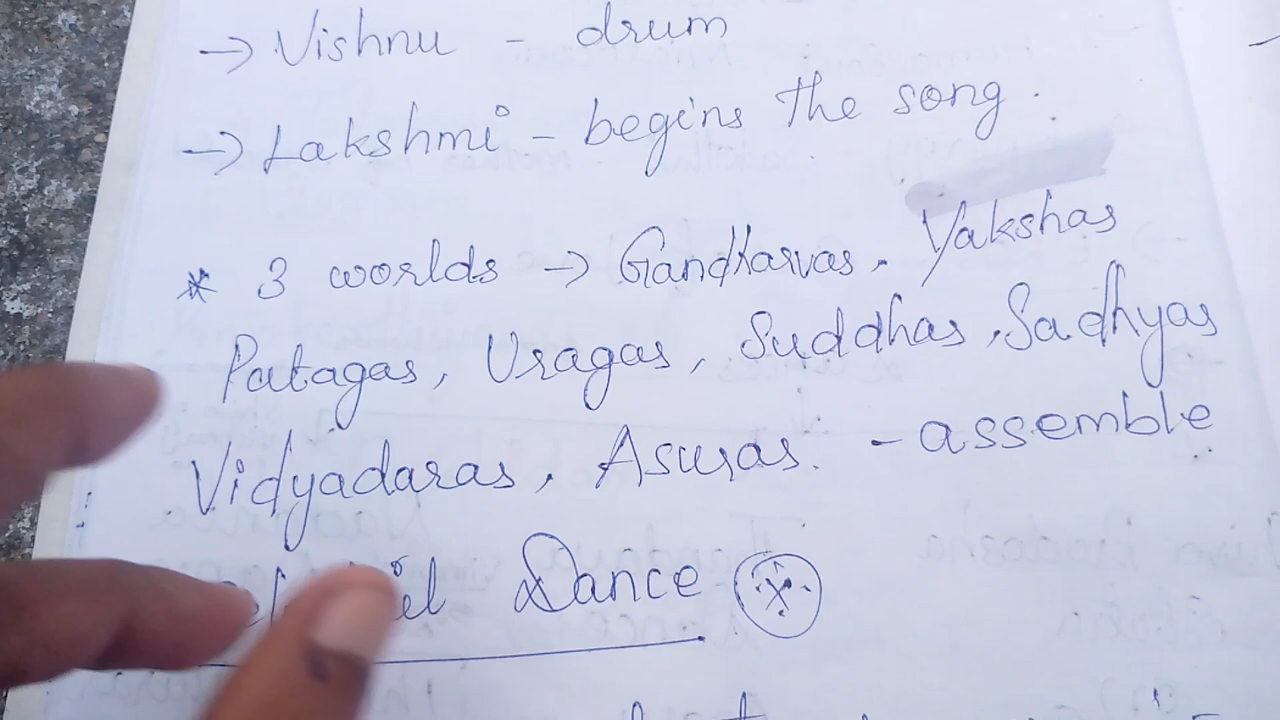 → Vishnu - drum
→ Lakshmi - begins the song.
* 3 worlds → Gandharvas, Yakshas
Patagas, Uragas, Suddhas, Sadhyas
Vidyadaras, Asuras. - assemble
Dance